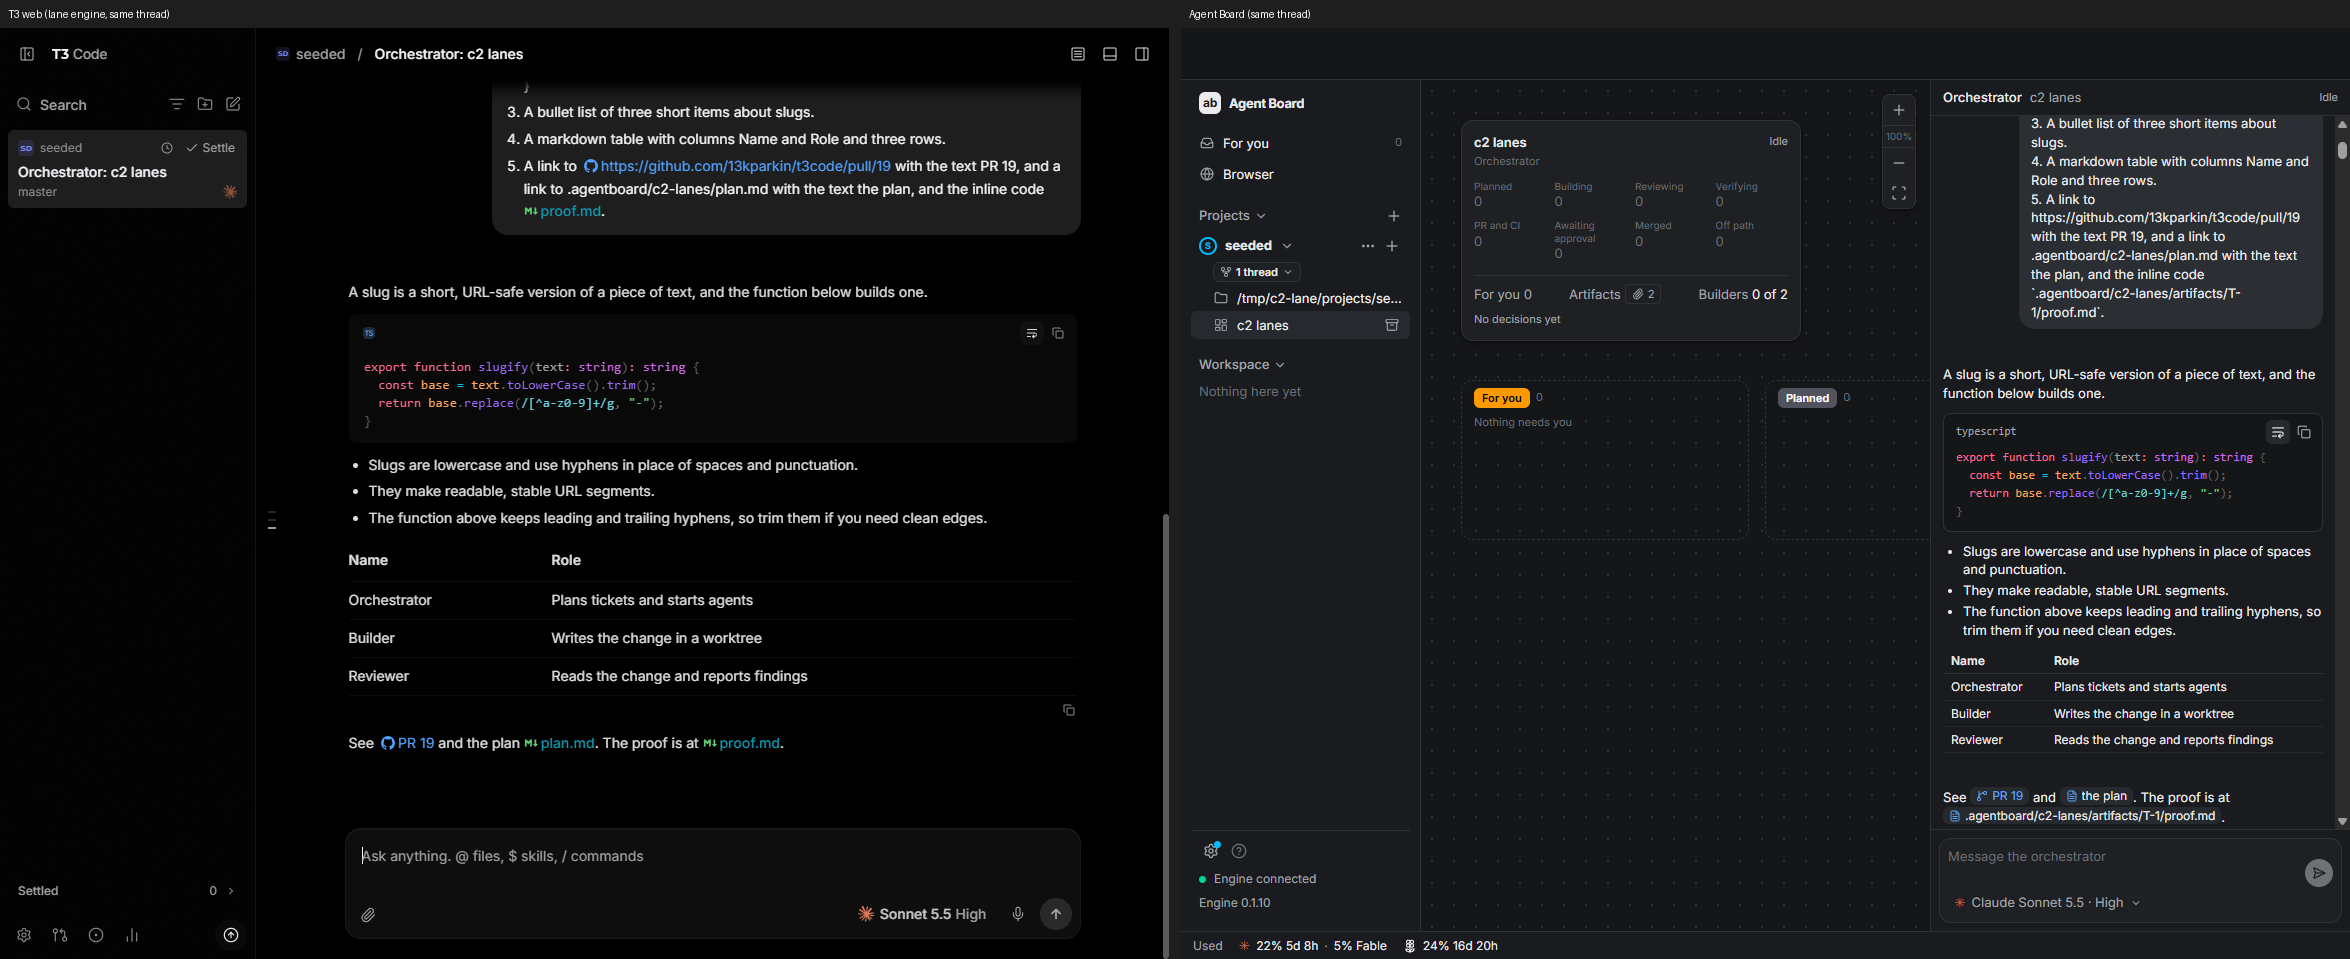 T3 web (lane engine, same thread)
T3 Code
Search
SD seeded
Settle
Orchestrator: c2 lanes
master
Settled 0
SD seeded / Orchestrator: c2 lanes
}
3. A bullet list of three short items about slugs.
4. A markdown table with columns Name and Role and three rows.
5. A link to https://github.com/13kparkin/t3code/pull/19 with the text PR 19, and a
link to .agentboard/c2-lanes/plan.md with the text the plan, and the inline code
M↓ proof.md.
A slug is a short, URL-safe version of a piece of text, and the function below builds one.
TS
export function slugify(text: string): string {
const base = text.toLowerCase().trim();
return base.replace(/[^a-z0-9]+/g, "-");
}
• Slugs are lowercase and use hyphens in place of spaces and punctuation.
• They make readable, stable URL segments.
• The function above keeps leading and trailing hyphens, so trim them if you need clean edges.
Name Role
Orchestrator Plans tickets and starts agents
Builder Writes the change in a worktree
Reviewer Reads the change and reports findings
See PR 19 and the plan M↓ plan.md. The proof is at M↓ proof.md.
Ask anything. @ files, $ skills, / commands
Sonnet 5.5 High
Agent Board (same thread)
ab Agent Board
For you 0
Browser
Projects
S seeded
1 thread
/tmp/c2-lane/projects/se...
c2 lanes
Workspace
Nothing here yet
Engine connected
Engine 0.1.10
c2 lanes Idle
Orchestrator
Planned Building Reviewing Verifying
0 0 0 0
PR and CI Awaiting approval Merged Off path
0 0 0 0
For you 0 Artifacts 2 Builders 0 of 2
No decisions yet
100%
For you 0
Nothing needs you
Planned 0
Orchestrator c2 lanes Idle
3. A bullet list of three short items about
slugs.
4. A markdown table with columns Name and
Role and three rows.
5. A link to
https://github.com/13kparkin/t3code/pull/19
with the text PR 19, and a link to
.agentboard/c2-lanes/plan.md with the text
the plan, and the inline code
`.agentboard/c2-lanes/artifacts/T-
1/proof.md`.
A slug is a short, URL-safe version of a piece of text, and the
function below builds one.
typescript
export function slugify(text: string): string {
const base = text.toLowerCase().trim();
return base.replace(/[^a-z0-9]+/g, "-");
}
• Slugs are lowercase and use hyphens in place of spaces
and punctuation.
• They make readable, stable URL segments.
• The function above keeps leading and trailing hyphens, so
trim them if you need clean edges.
Name Role
Orchestrator Plans tickets and starts agents
Builder Writes the change in a worktree
Reviewer Reads the change and reports findings
See PR 19 and the plan . The proof is at
.agentboard/c2-lanes/artifacts/T-1/proof.md .
Message the orchestrator
Claude Sonnet 5.5 · High
Used 22% 5d 8h · 5% Fable 24% 16d 20h